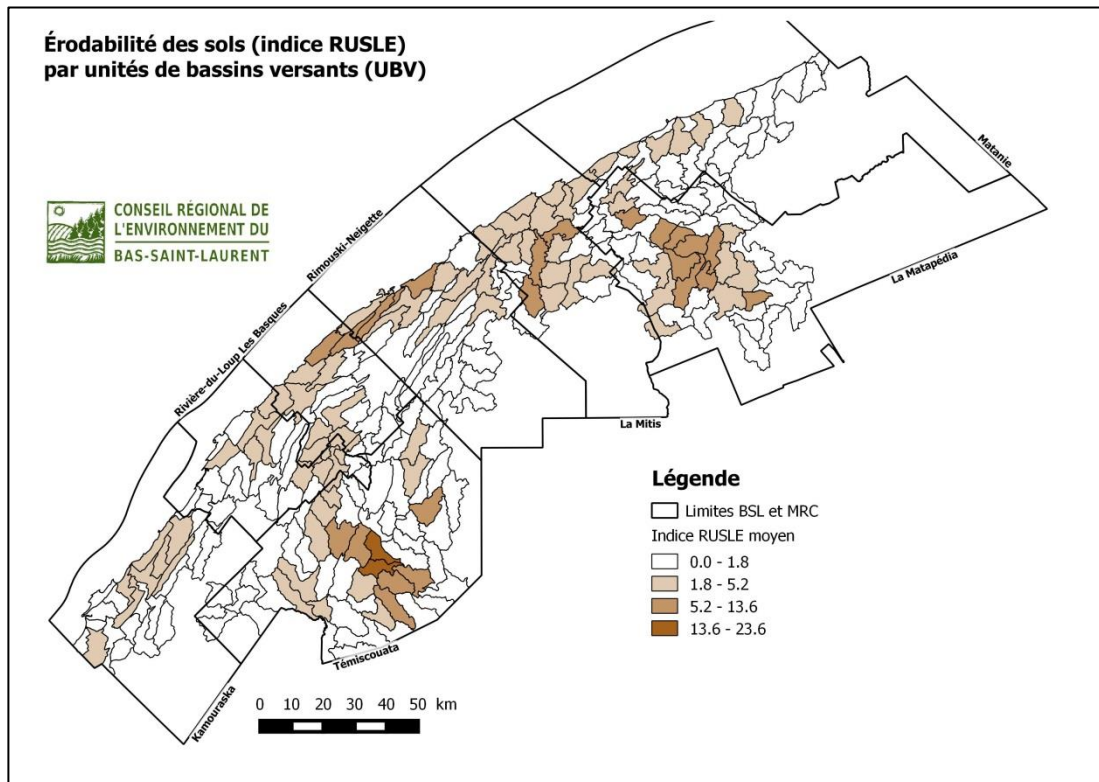 Érodabilité des sols (indice RUSLE)
par unités de bassins versants (UBV)
CONSEIL RÉGIONAL DE
L'ENVIRONNEMENT DU
BAS-SAINT-LAURENT
Matanie
La Matapédia
Rimouski-Neigette
Les Basques
Rivière-du-Loup
La Mitis
Témiscouata
Kamouraska
Légende
Limites BSL et MRC
Indice RUSLE moyen
0.0 - 1.8
1.8 - 5.2
5.2 - 13.6
13.6 - 23.6
0 10 20 30 40 50 km